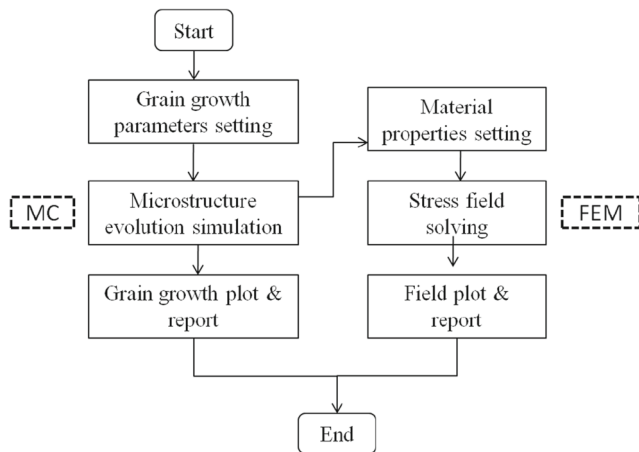 Start
Grain growth
parameters setting
Material
properties setting
MC
Microstructure
evolution simulation
Stress field
solving
FEM
Grain growth plot &
report
Field plot &
report
End